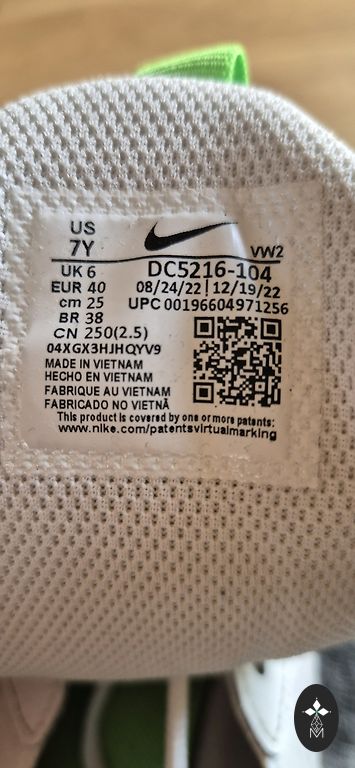 US
7Y
VW2
UK 6
EUR 40
cm 25
BR 38
CN 250(2.5)
DC5216-104
08/24/22 | 12/19/22
UPC 00196604971256
04XGX3HJHQYV9
MADE IN VIETNAM
HECHO EN VIETNAM
FABRIQUE AU VIETNAM
FABRICADO NO VIETNÃ
This product is covered by one or more patents:
www.nike.com/patentsvirtualmarking
M